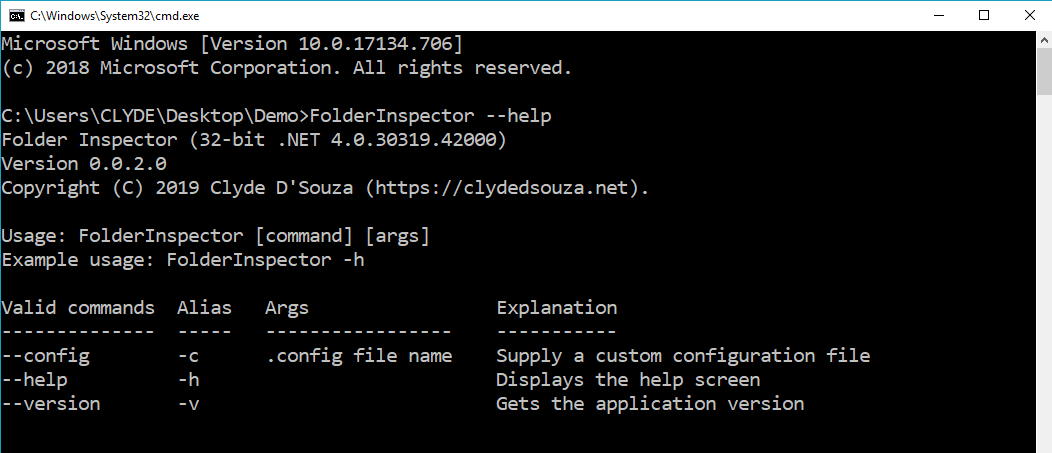 C:\Windows\System32\cmd.exe
Microsoft Windows [Version 10.0.17134.706]
(c) 2018 Microsoft Corporation. All rights reserved.
C:\Users\CLYDE\Desktop\Demo>FolderInspector --help
Folder Inspector (32-bit .NET 4.0.30319.42000)
Version 0.0.2.0
Copyright (C) 2019 Clyde D'Souza (https://clydedsouza.net).
Usage: FolderInspector [command] [args]
Example usage: FolderInspector -h
Valid commands  Alias   Args              Explanation
--------------  -----   -----------------    -----------
--config        -c      .config file name    Supply a custom configuration file
--help          -h                           Displays the help screen
--version       -v                           Gets the application version